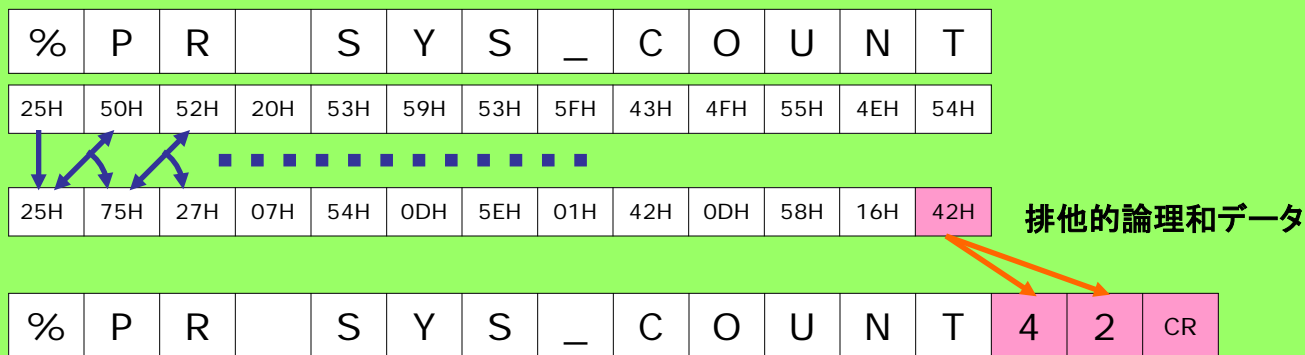 % P R S Y S _ C O U N T
25H 50H 52H 20H 53H 59H 53H 5FH 43H 4FH 55H 4EH 54H
25H 75H 27H 07H 54H 0DH 5EH 01H 42H 0DH 58H 16H 42H 排他的論理和データ
% P R S Y S _ C O U N T 4 2 CR